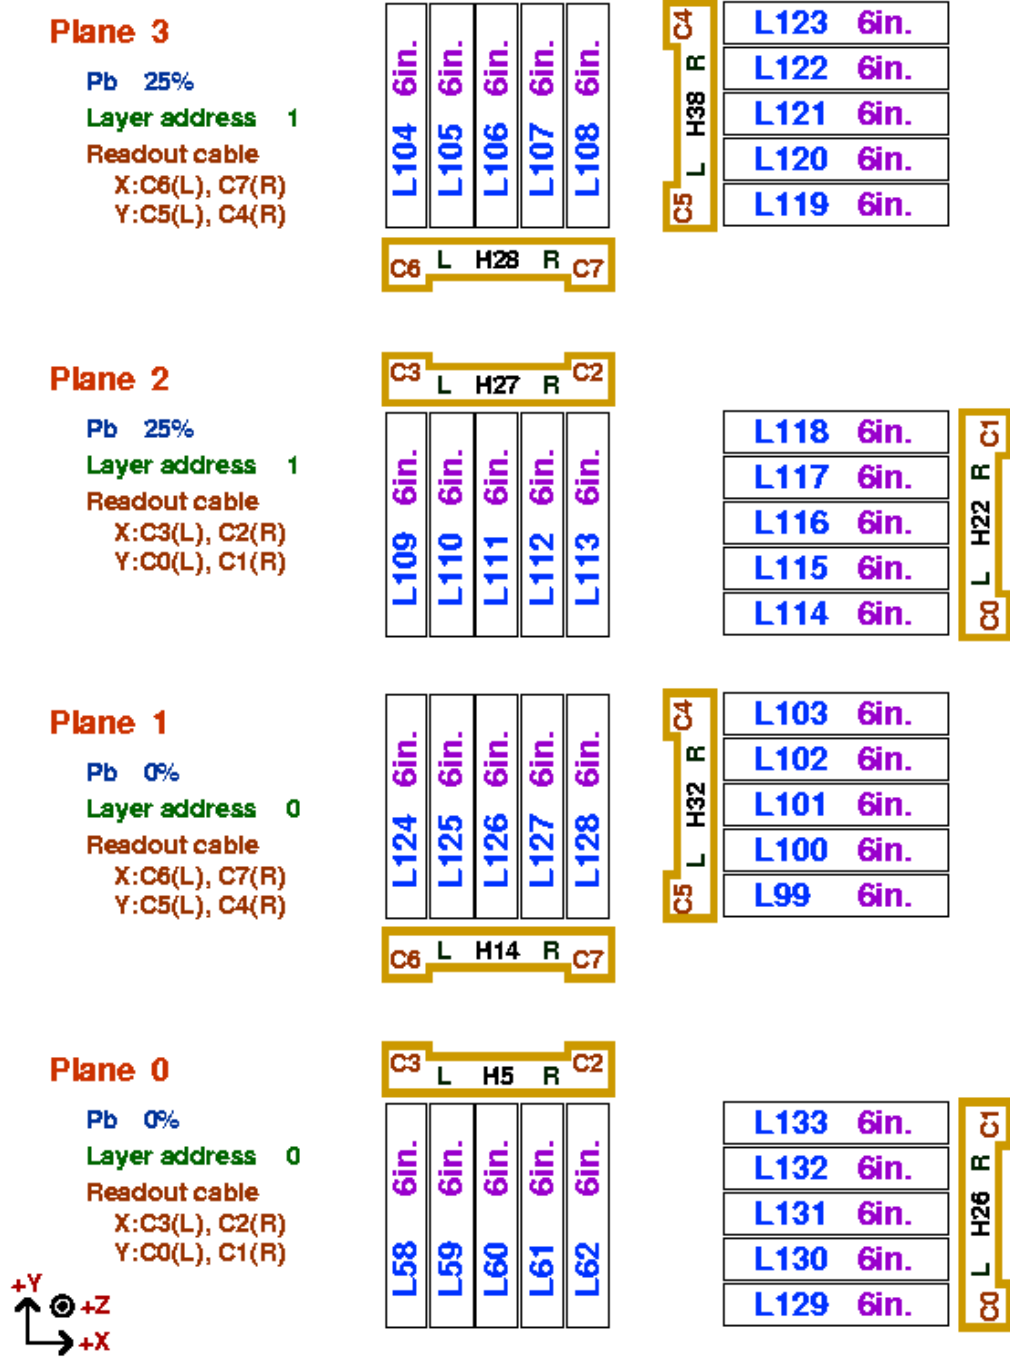 Plane 3
Pb 25%
Layer address 1
Readout cable
X:C6(L), C7(R)
Y:C5(L), C4(R)
L104 6in.
L105 6in.
L106 6in.
L107 6in.
L108 6in.
C6 L H28 R C7
C5 L H38 R C4
L123 6in.
L122 6in.
L121 6in.
L120 6in.
L119 6in.
Plane 2
Pb 25%
Layer address 1
Readout cable
X:C3(L), C2(R)
Y:C0(L), C1(R)
C3 L H27 R C2
L109 6in.
L110 6in.
L111 6in.
L112 6in.
L113 6in.
L118 6in.
L117 6in.
L116 6in.
L115 6in.
L114 6in.
C0 L H22 R C1
Plane 1
Pb 0%
Layer address 0
Readout cable
X:C6(L), C7(R)
Y:C5(L), C4(R)
L124 6in.
L125 6in.
L126 6in.
L127 6in.
L128 6in.
C6 L H14 R C7
C5 L H32 R C4
L103 6in.
L102 6in.
L101 6in.
L100 6in.
L99 6in.
Plane 0
Pb 0%
Layer address 0
Readout cable
X:C3(L), C2(R)
Y:C0(L), C1(R)
C3 L H5 R C2
L58 6in.
L59 6in.
L60 6in.
L61 6in.
L62 6in.
L133 6in.
L132 6in.
L131 6in.
L130 6in.
L129 6in.
C0 L H26 R C1
+Y
+Z
+X